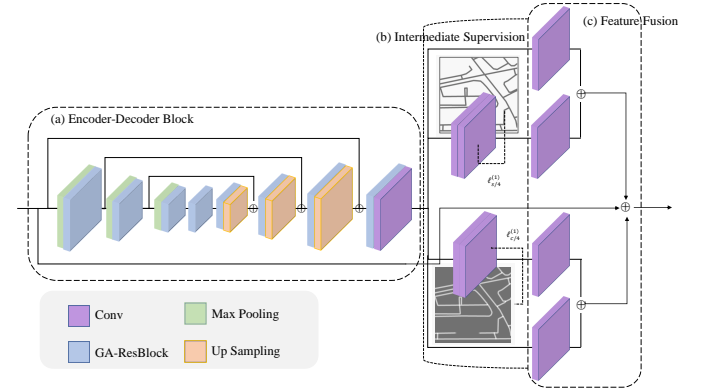 (c) Feature Fusion
(b) Intermediate Supervision
(a) Encoder-Decoder Block
ℓ_{s/4}^{(1)}
ℓ_{c/4}^{(1)}
Conv
Max Pooling
GA-ResBlock
Up Sampling